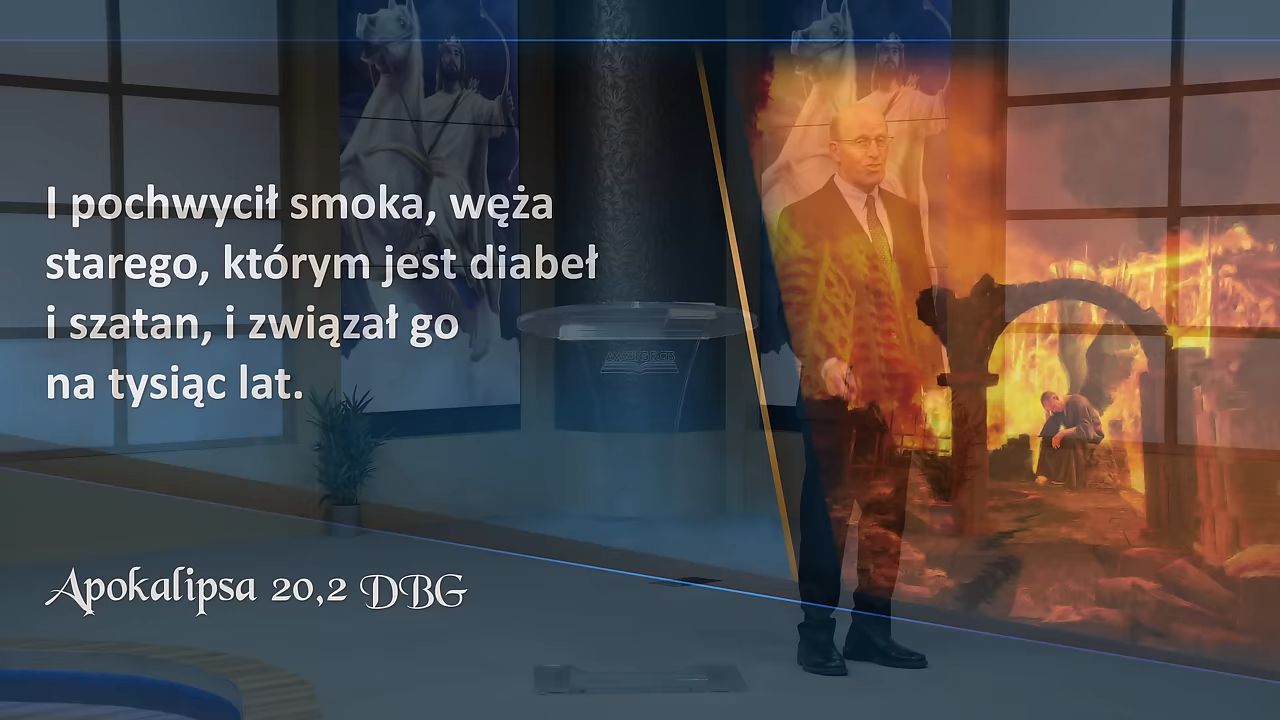 I pochwycił smoka, węża
starego, którym jest diabeł
i szatan, i związał go
na tysiąc lat.
Apokalipsa 20,2 DBG